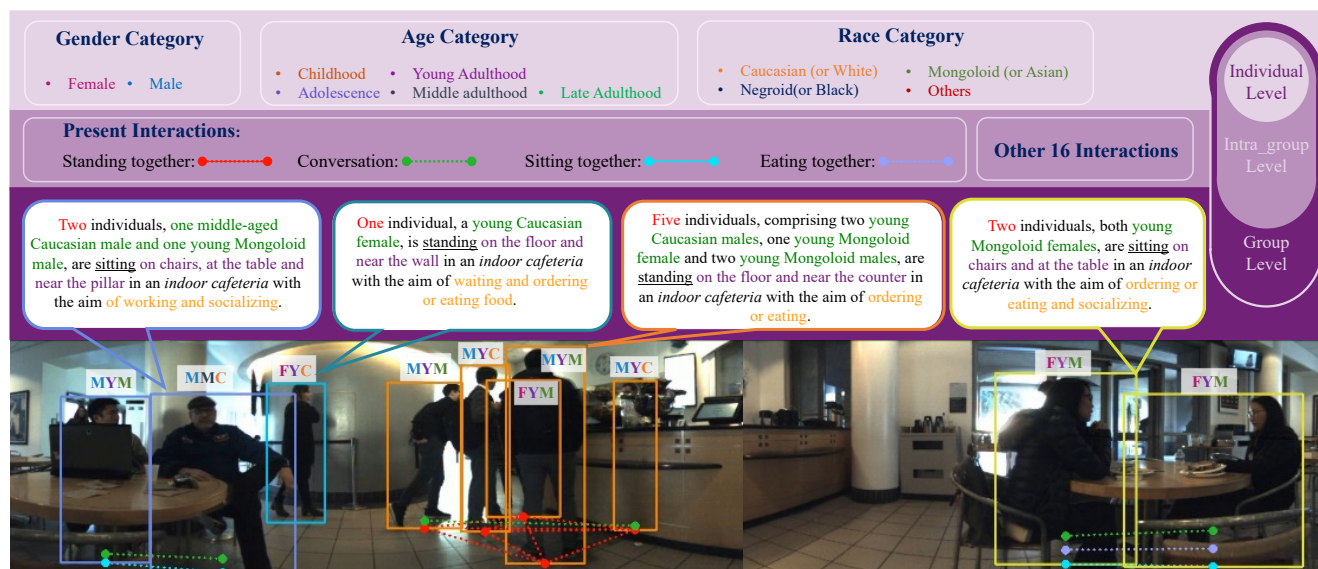 Gender Category
• Female • Male
Age Category
• Childhood • Young Adulthood
• Adolescence • Middle adulthood • Late Adulthood
Race Category
• Caucasian (or White) • Mongoloid (or Asian)
• Negroid(or Black) • Others
Individual
Level
Present Interactions:
Standing together: Conversation: Sitting together: Eating together:
Other 16 Interactions
Intra_group
Level
Two individuals, one middle-aged
Caucasian male and one young Mongoloid
male, are sitting on chairs, at the table and
near the pillar in an indoor cafeteria with
the aim of working and socializing.
One individual, a young Caucasian
female, is standing on the floor and
near the wall in an indoor cafeteria
with the aim of waiting and ordering
or eating food.
Five individuals, comprising two young
Caucasian males, one young Mongoloid
female and two young Mongoloid males, are
standing on the floor and near the counter in
an indoor cafeteria with the aim of ordering
or eating.
Two individuals, both young
Mongoloid females, are sitting on
chairs and at the table in an indoor
cafeteria with the aim of ordering or
eating and socializing.
Group
Level
MYM
MMC
FYC
MYM
MYC
MYM
FYM
MYC
FYM
FYM